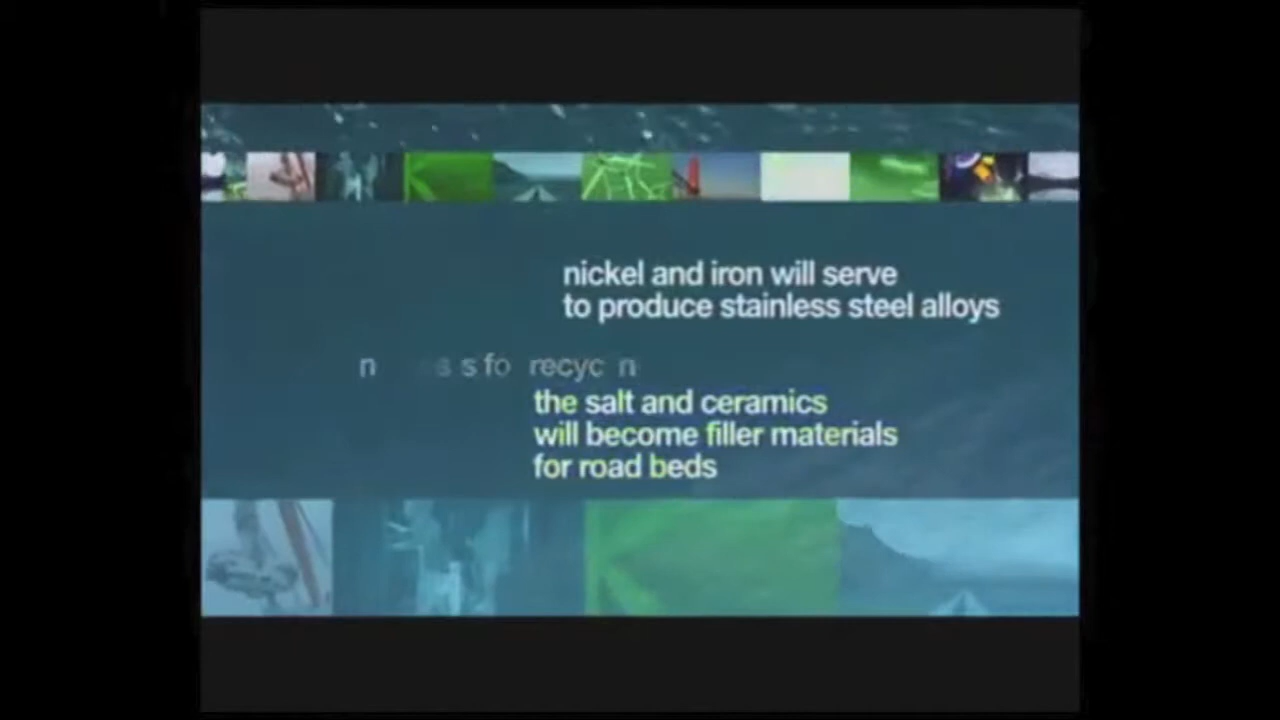 nickel and iron will serve
to produce stainless steel alloys
the salt and ceramics
will become filler materials
for road beds